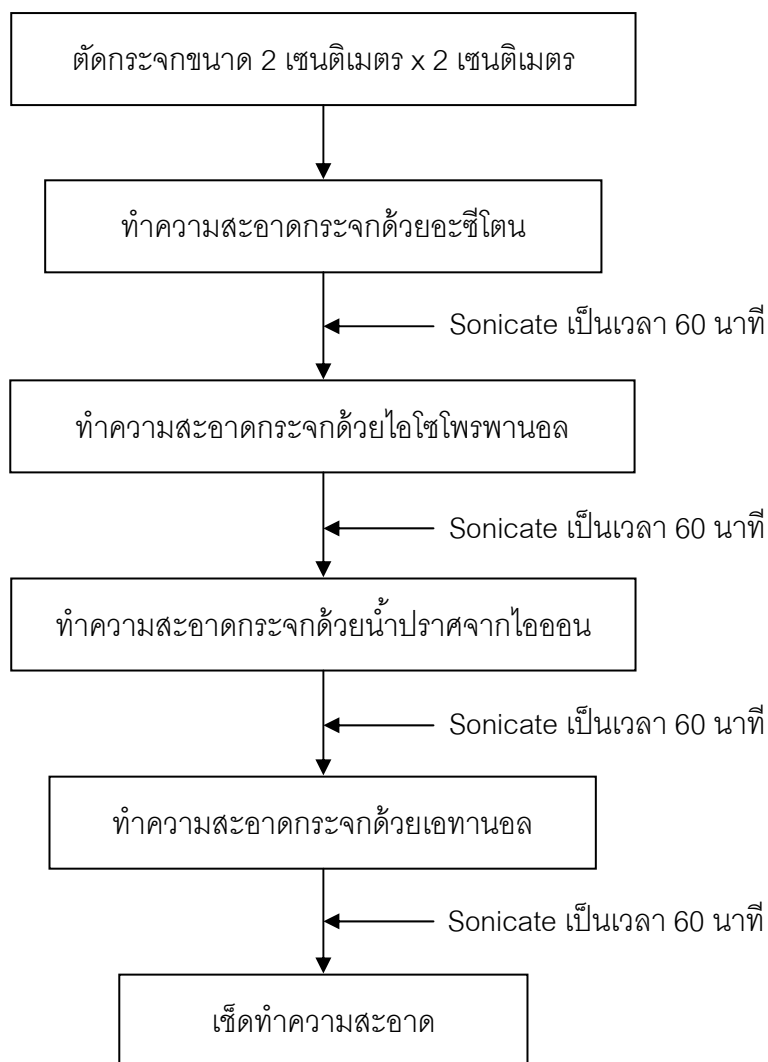 ตัดกระจกขนาด 2 เซนติเมตร x 2 เซนติเมตร
ทำความสะอาดกระจกด้วยอะซีโตน
Sonicate เป็นเวลา 60 นาที
ทำความสะอาดกระจกด้วยไอโซโพรพานอล
Sonicate เป็นเวลา 60 นาที
ทำความสะอาดกระจกด้วยน้ำปราศจากไอออน
Sonicate เป็นเวลา 60 นาที
ทำความสะอาดกระจกด้วยเอทานอล
Sonicate เป็นเวลา 60 นาที
เช็ดทำความสะอาด